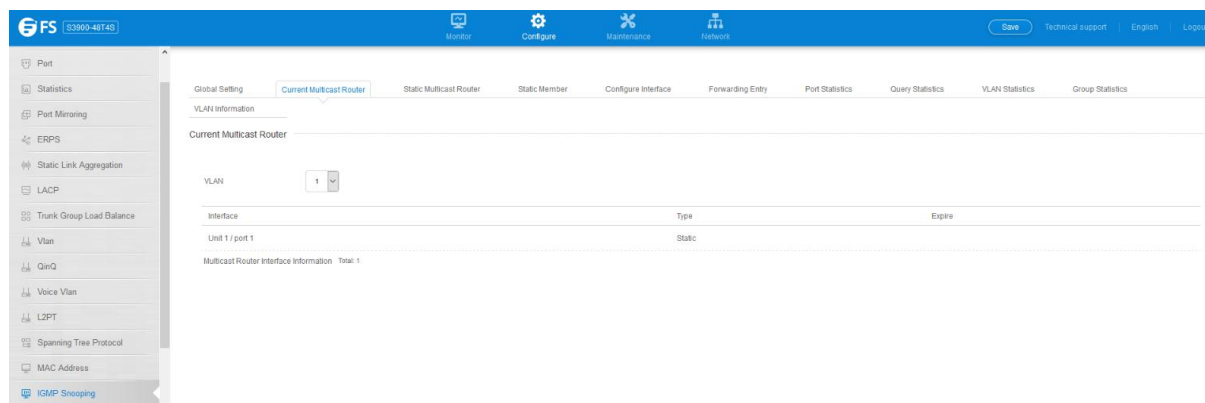 FS S3900-48T4S
Monitor Configure Maintenance Network
Save Technical support English Logou
Port
Statistics
Port Mirroring
ERPS
Static Link Aggregation
LACP
Trunk Group Load Balance
Vlan
QinQ
Voice Vlan
L2PT
Spanning Tree Protocol
MAC Address
IGMP Snooping
Global Setting Current Multicast Router Static Multicast Router Static Member Configure Interface Forwarding Entry Port Statistics Query Statistics VLAN Statistics Group Statistics
VLAN Information
Current Multicast Router
VLAN 1
Interface Type Expire
Unit 1 / port 1 Static
Multicast Router Interface Information Total: 1